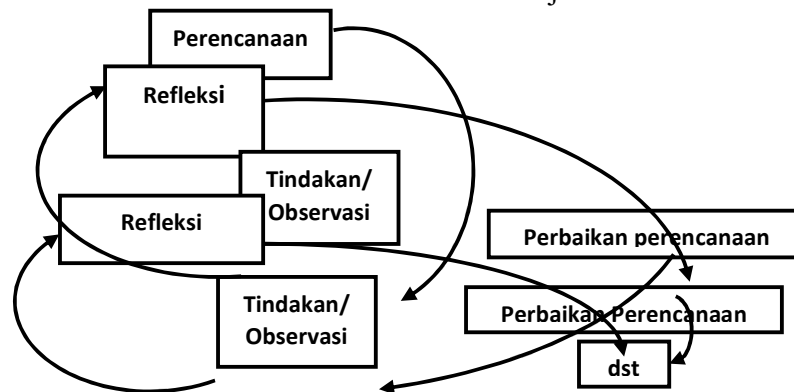 Perencanaan
Refleksi
Tindakan/
Observasi
Refleksi
Perbaikan perencanaan
Tindakan/
Observasi
Perbaikan Perencanaan
dst